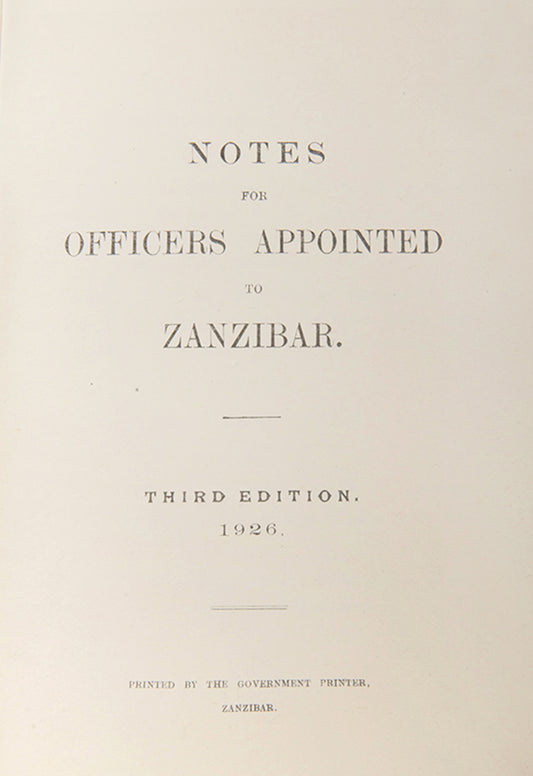 NOTES
FOR
OFFICERS APPOINTED
TO
ZANZIBAR.
THIRD EDITION.
1926.
PRINTED BY THE GOVERNMENT PRINTER,
ZANZIBAR.